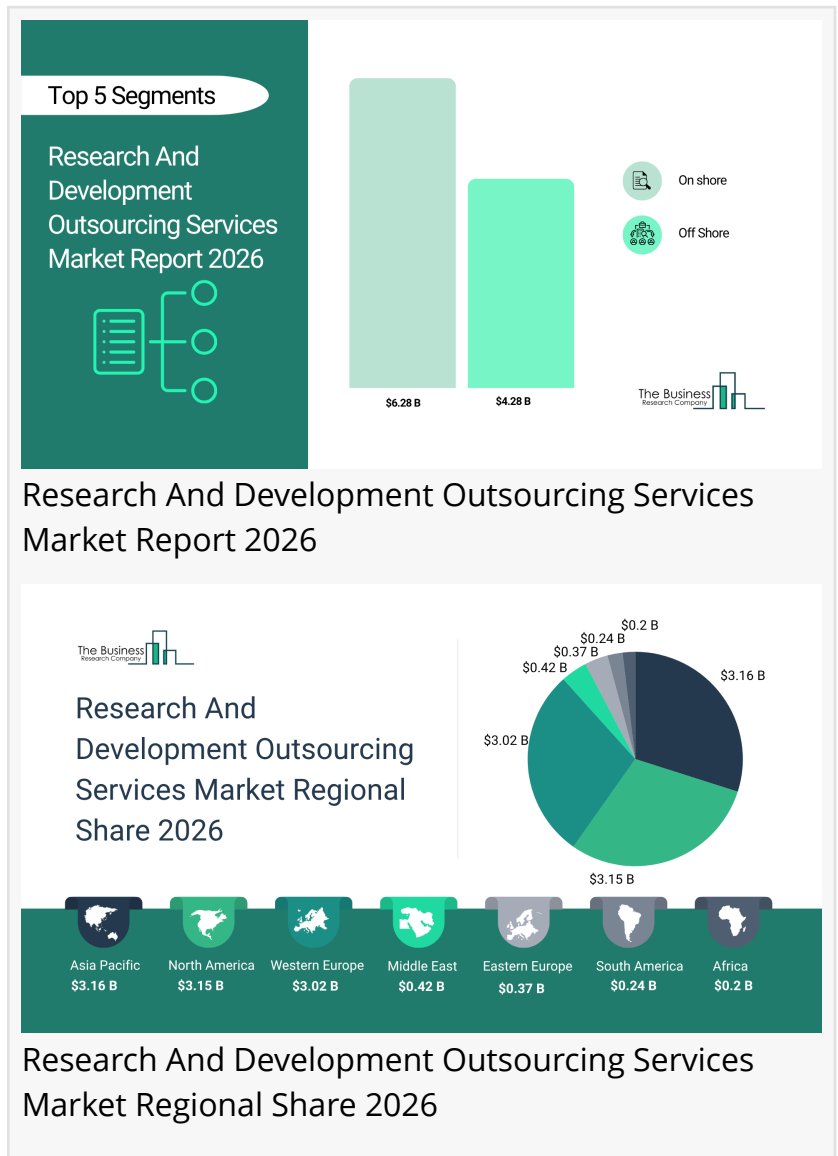 Top 5 Segments
Research And
Development
Outsourcing Services
Market Report 2026
$6.28 B
$4.28 B
On shore
Off Shore
The Business
Research Company
Research And Development Outsourcing Services
Market Report 2026
The Business
Research Company
Research And
Development Outsourcing
Services Market Regional
Share 2026
$0.2 B
$0.24 B
$0.37 B
$0.42 B
$3.16 B
$3.02 B
$3.15 B
Asia Pacific
$3.16 B
North America
$3.15 B
Western Europe
$3.02 B
Middle East
$0.42 B
Eastern Europe
$0.37 B
South America
$0.24 B
Africa
$0.2 B
Research And Development Outsourcing Services
Market Regional Share 2026